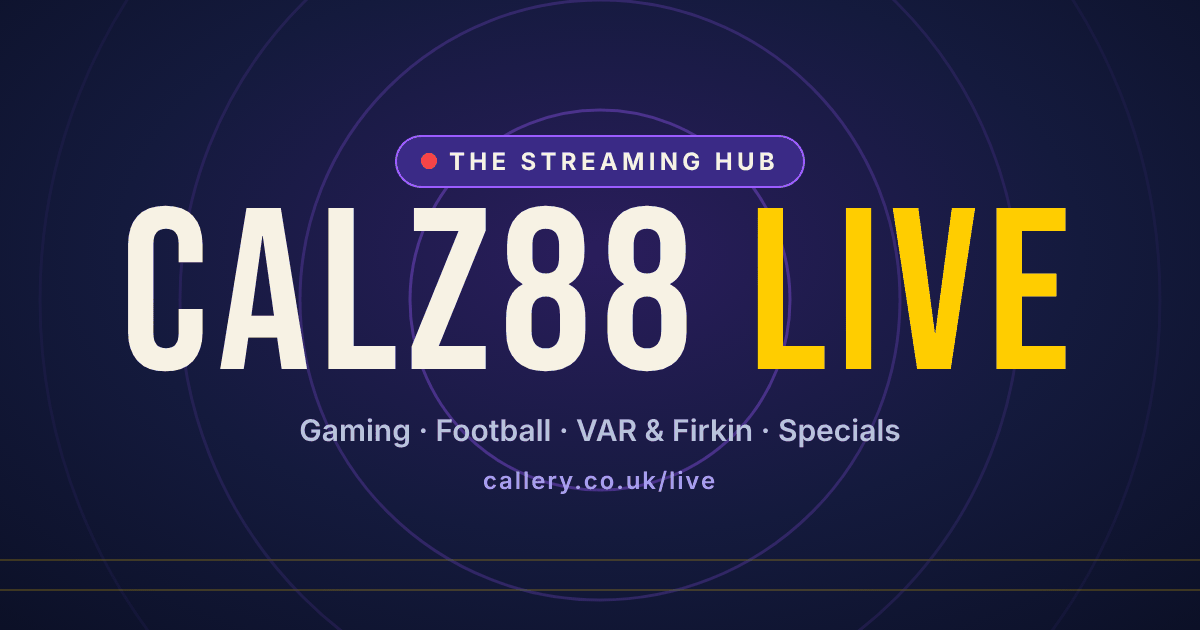 THE STREAMING HUB
CALZ88 LIVE
Gaming · Football · VAR & Firkin · Specials
callery.co.uk/live